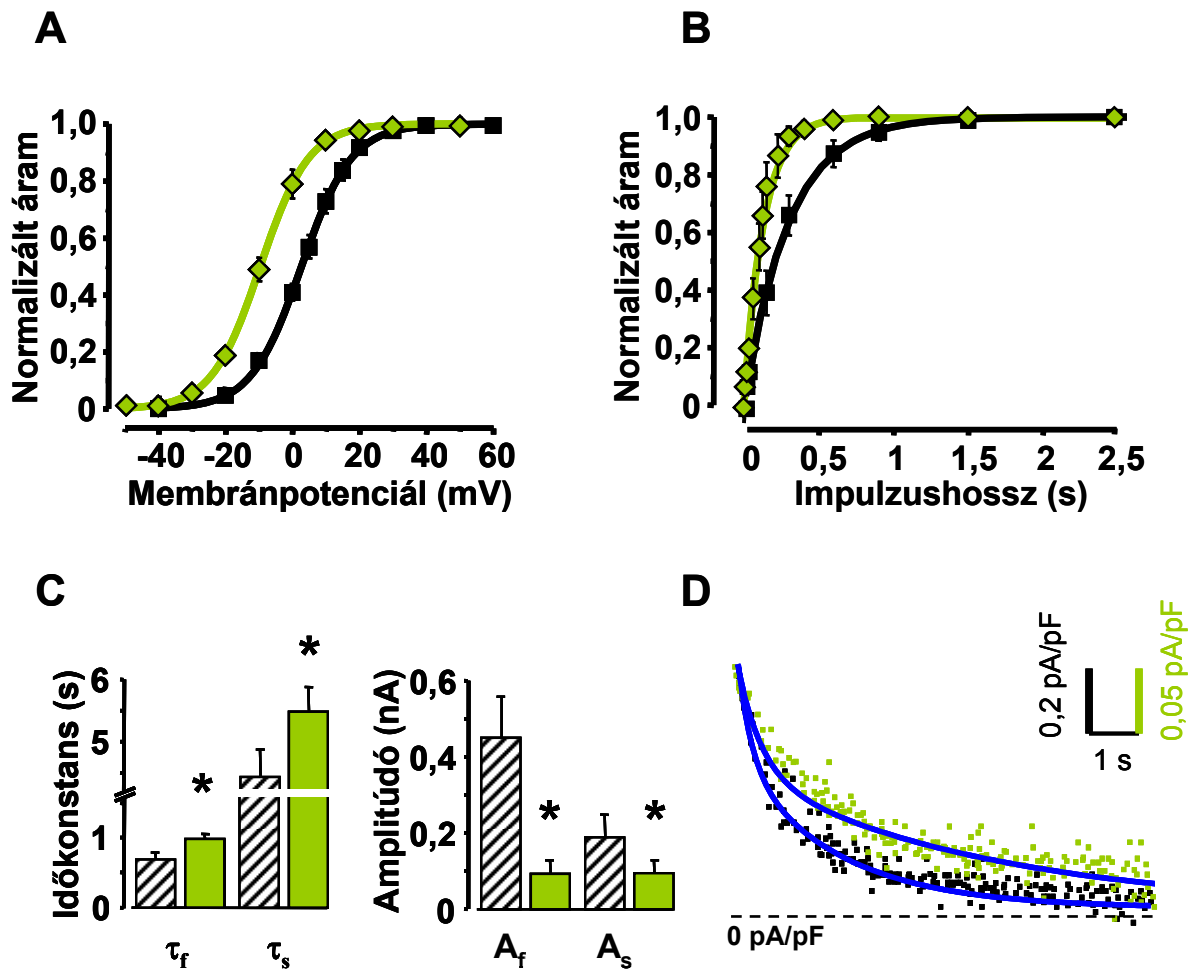 A
B
Normalizált áram
1,0
0,8
0,6
0,4
0,2
0
-40 -20 0 20 40 60
Membránpotenciál (mV)
Normalizált áram
1,0
0,8
0,6
0,4
0,2
0
0 0,5 1 1,5 2 2,5
Impulzushossz (s)
C
D
Időkonstans (s)
6
5
1
0
* *
τf τs
Amplitúdó (nA)
0,6
0,4
0,2
0
* *
Af As
0,2 pA/pF
0,05 pA/pF
1 s
0 pA/pF